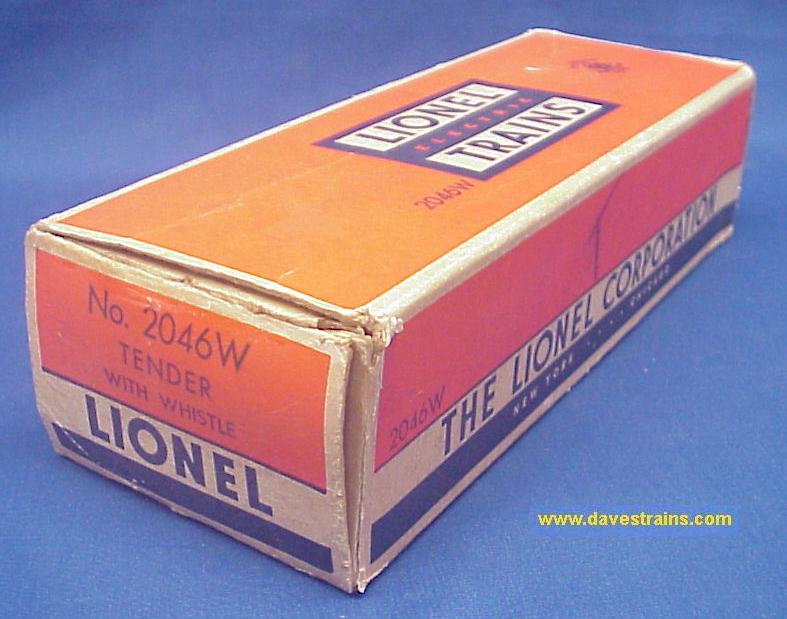 LIONEL
ELECTRIC
TRAINS
2046W
No. 2046W
TENDER
WITH WHISTLE
LIONEL
2046W
THE LIONEL CORPORATION
NEW YORK . . . . . CHICAGO
www.davestrains.com